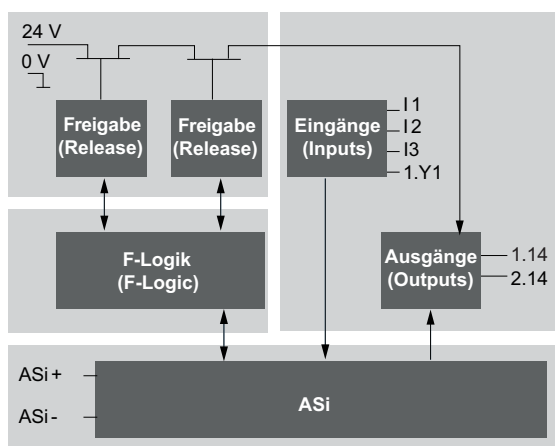 24 V
0 V
Freigabe
(Release)
Freigabe
(Release)
Eingänge
(Inputs)
I1
I2
I3
1.Y1
F-Logik
(F-Logic)
Ausgänge
(Outputs)
1.14
2.14
ASi+
ASi-
ASi